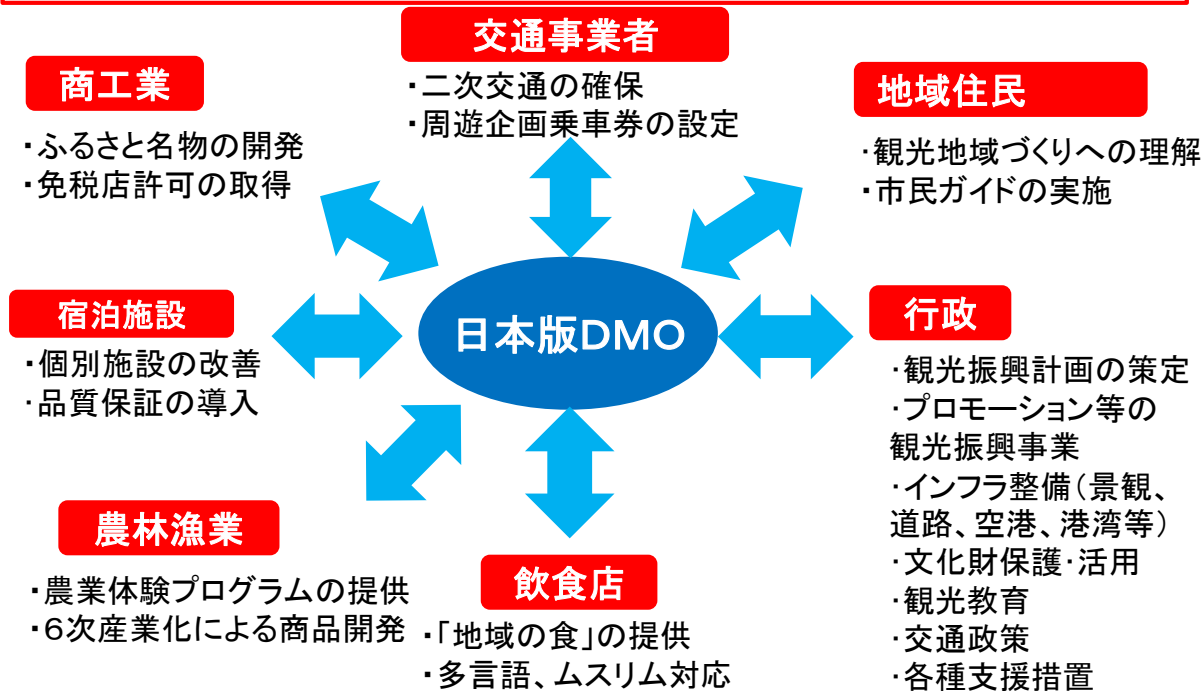 交通事業者
・二次交通の確保
・周遊企画乗車券の設定
商工業
・ふるさと名物の開発
・免税店許可の取得
地域住民
・観光地域づくりへの理解
・市民ガイドの実施
宿泊施設
・個別施設の改善
・品質保証の導入
日本版DMO
行政
・観光振興計画の策定
・プロモーション等の
観光振興事業
・インフラ整備（景観、
道路、空港、港湾等）
・文化財保護・活用
・観光教育
・交通政策
・各種支援措置
農林漁業
・農業体験プログラムの提供
・６次産業化による商品開発
飲食店
・「地域の食」の提供
・多言語、ムスリム対応